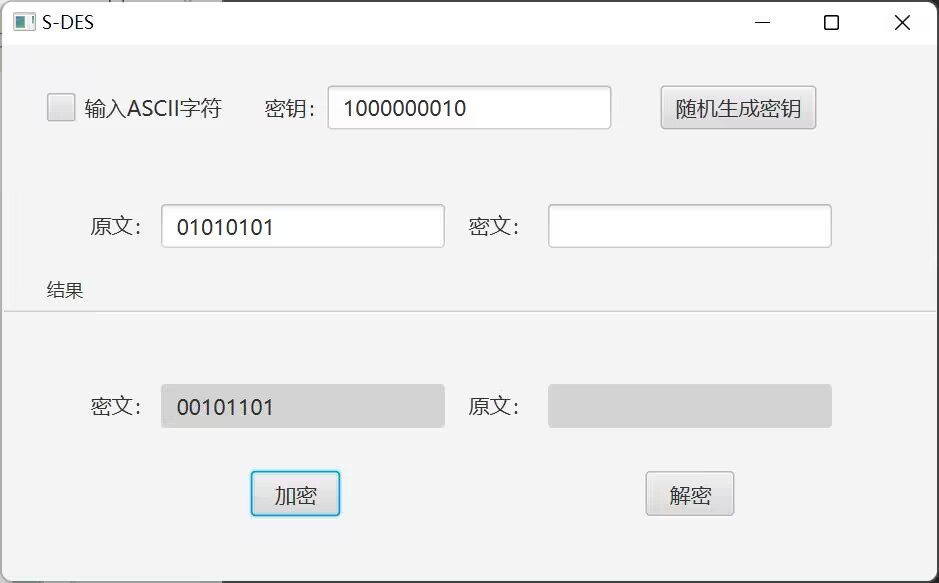 S-DES
输入ASCII字符 密钥： 1000000010 随机生成密钥
原文： 01010101 密文：
结果
密文： 00101101 原文：
加密 解密